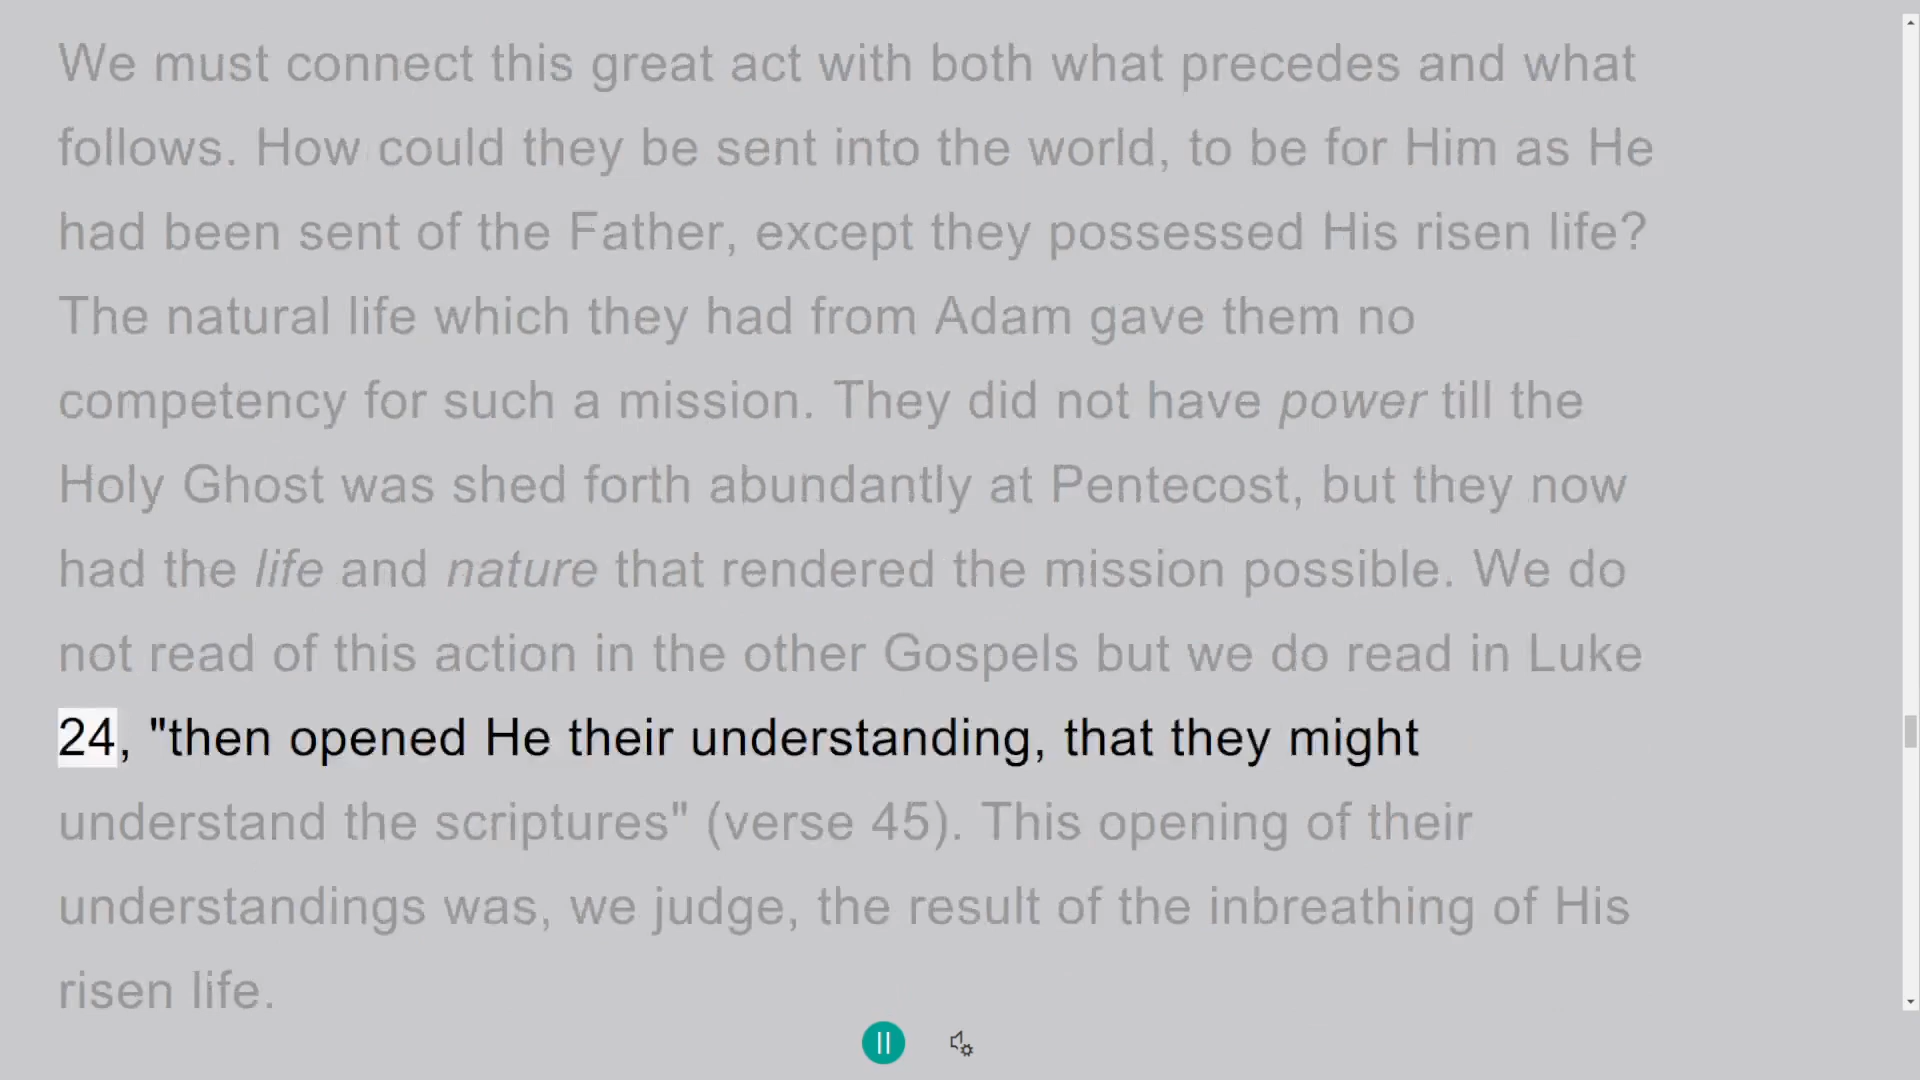 We must connect this great act with both what precedes and what
follows. How could they be sent into the world, to be for Him as He
had been sent of the Father, except they possessed His risen life?
The natural life which they had from Adam gave them no
competency for such a mission. They did not have power till the
Holy Ghost was shed forth abundantly at Pentecost, but they now
had the life and nature that rendered the mission possible. We do
not read of this action in the other Gospels but we do read in Luke
24, "then opened He their understanding, that they might
understand the scriptures" (verse 45). This opening of their
understandings was, we judge, the result of the inbreathing of His
risen life.